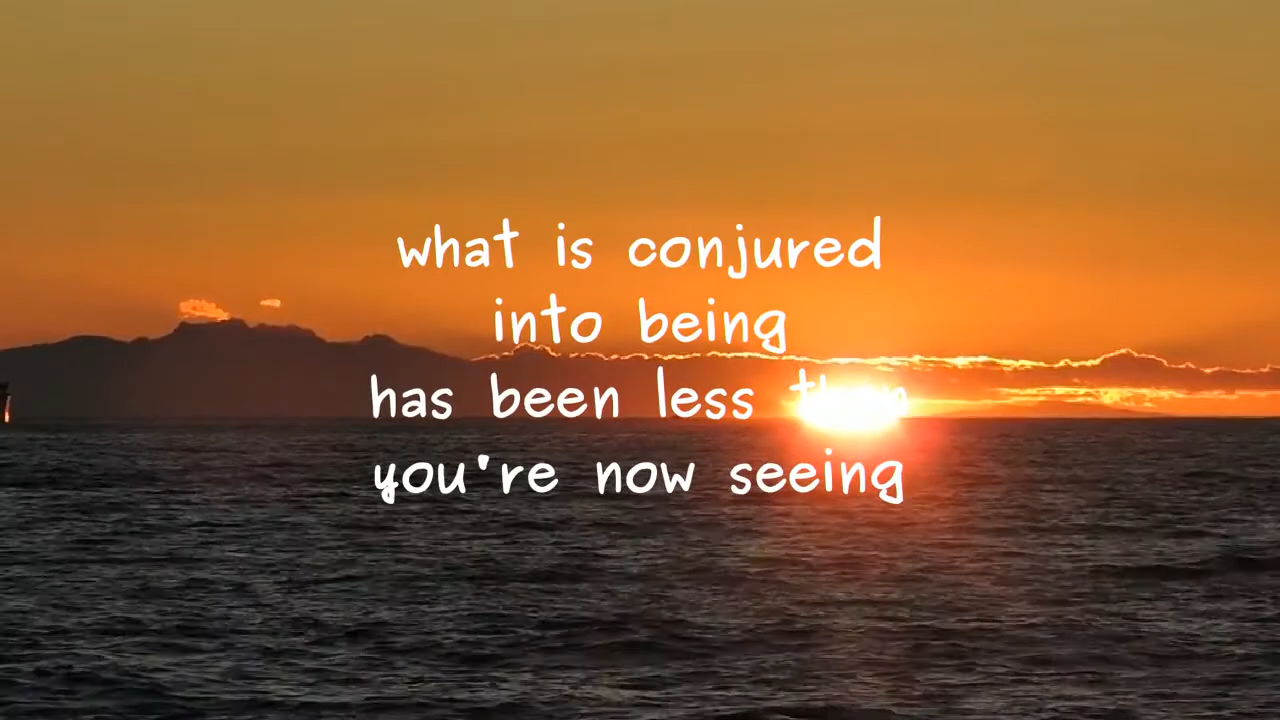 what is conjured
into being
has been less
you're now seeing